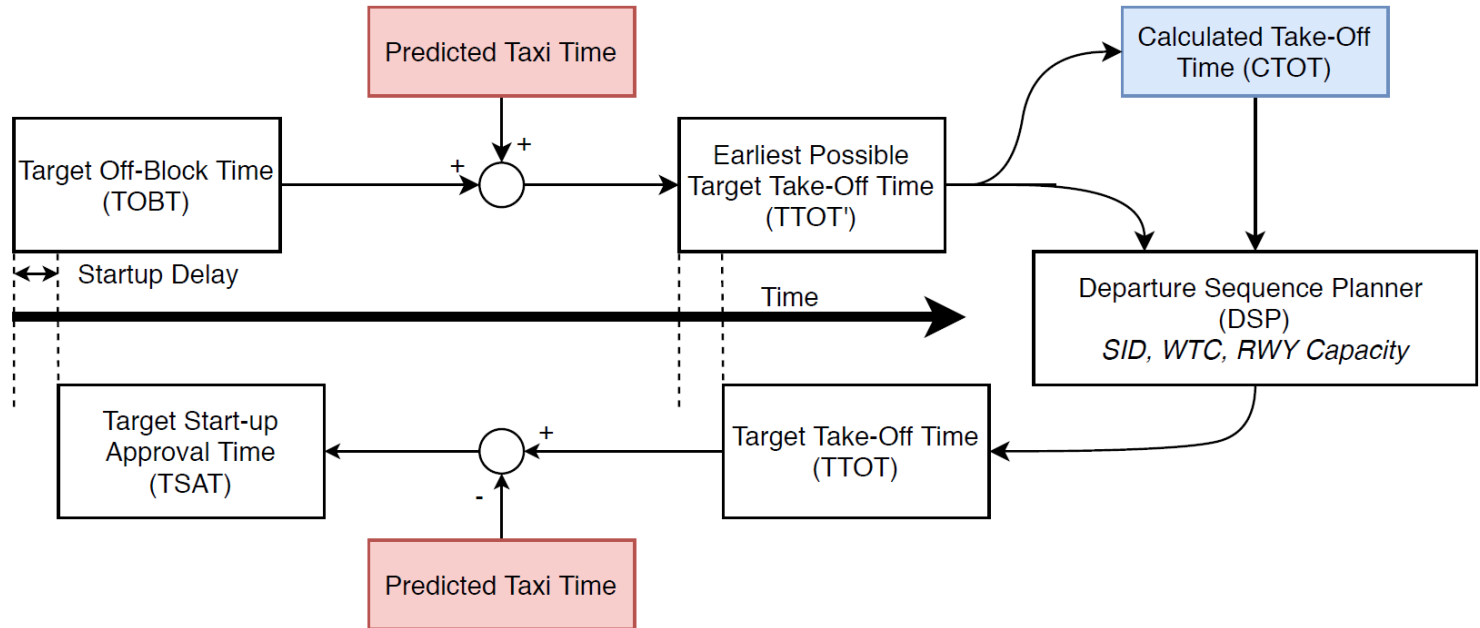 Predicted Taxi Time
Calculated Take-Off
Time (CTOT)
Target Off-Block Time
(TOBT)
+
+
Earliest Possible
Target Take-Off Time
(TTOT')
Startup Delay
Time
Departure Sequence Planner
(DSP)
SID, WTC, RWY Capacity
Target Start-up
Approval Time
(TSAT)
+
-
Target Take-Off Time
(TTOT)
Predicted Taxi Time